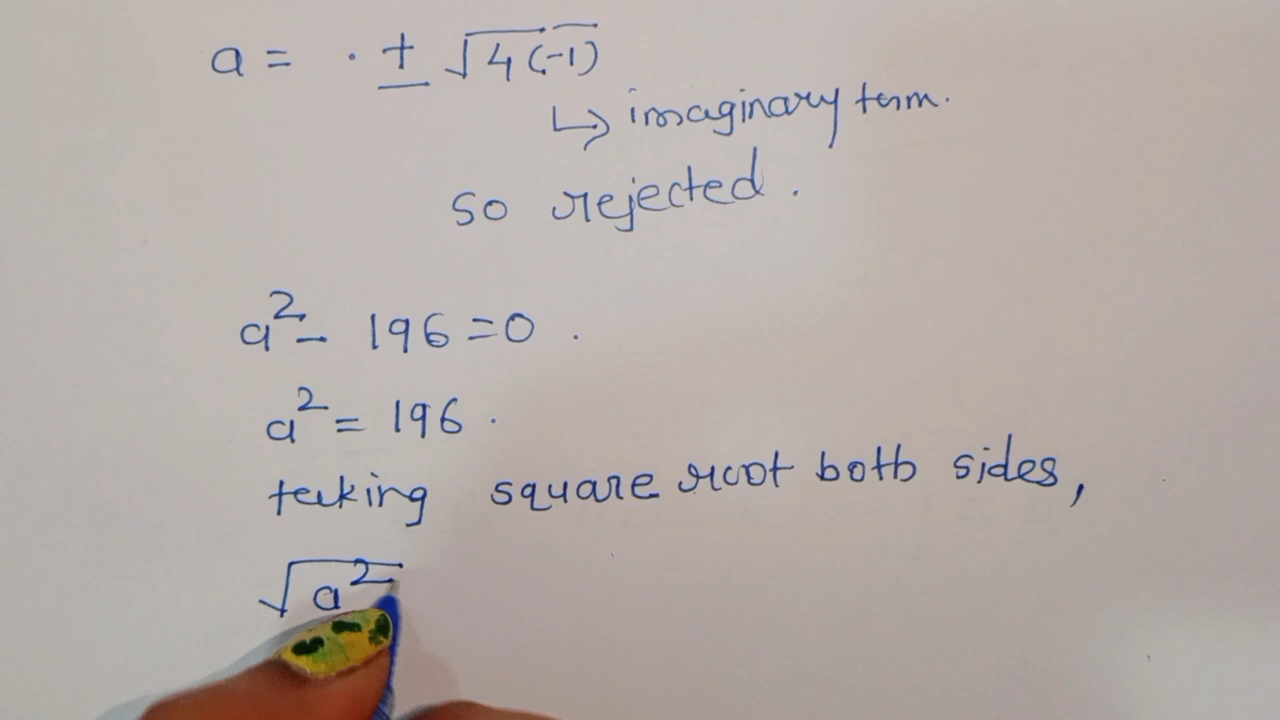 a = . ± √4(-1)
↳ imaginary term.
so rejected.
a² - 196 = 0.
a² = 196.
taking square root both sides,
√a²